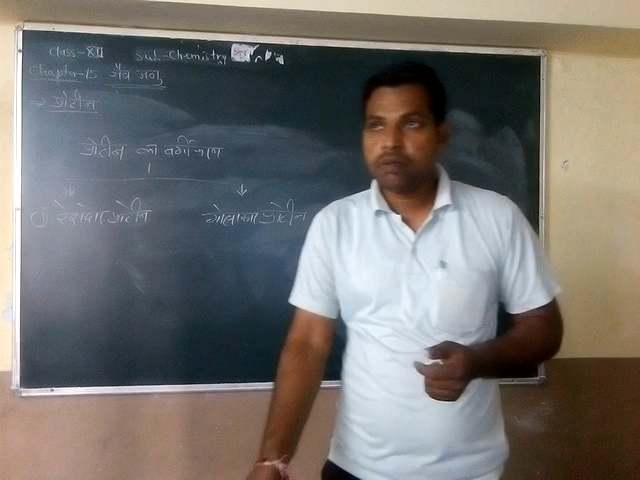 Class - XII Sub. Chemistry
Chapter-15 जैव अणु
→ प्रोटीन
प्रोटीन का वर्गीकरण
① रेशेदार प्रोटीन गोलाकार प्रोटीन